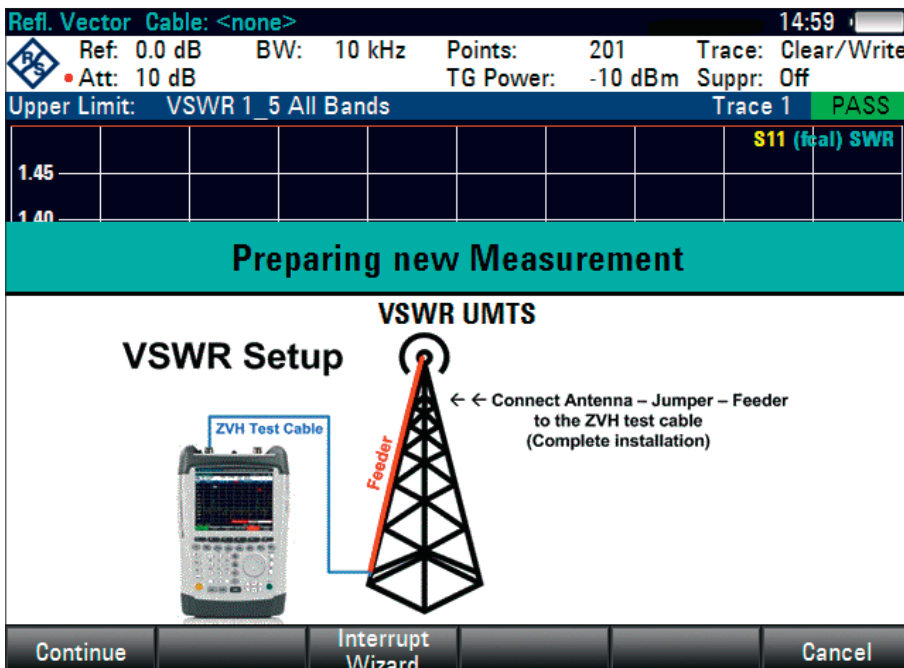 Refl. Vector Cable: <none> 14:59
R&S Ref: 0.0 dB BW: 10 kHz Points: 201 Trace: Clear/Write
Att: 10 dB TG Power: -10 dBm Suppr: Off
Upper Limit: VSWR 1_5 All Bands Trace 1 PASS
S11 (fcal) SWR
1.45
1.40
Preparing new Measurement
VSWR UMTS
VSWR Setup
← ← Connect Antenna – Jumper – Feeder
to the ZVH test cable
(Complete installation)
ZVH Test Cable
Feeder
Continue Interrupt Wizard Cancel